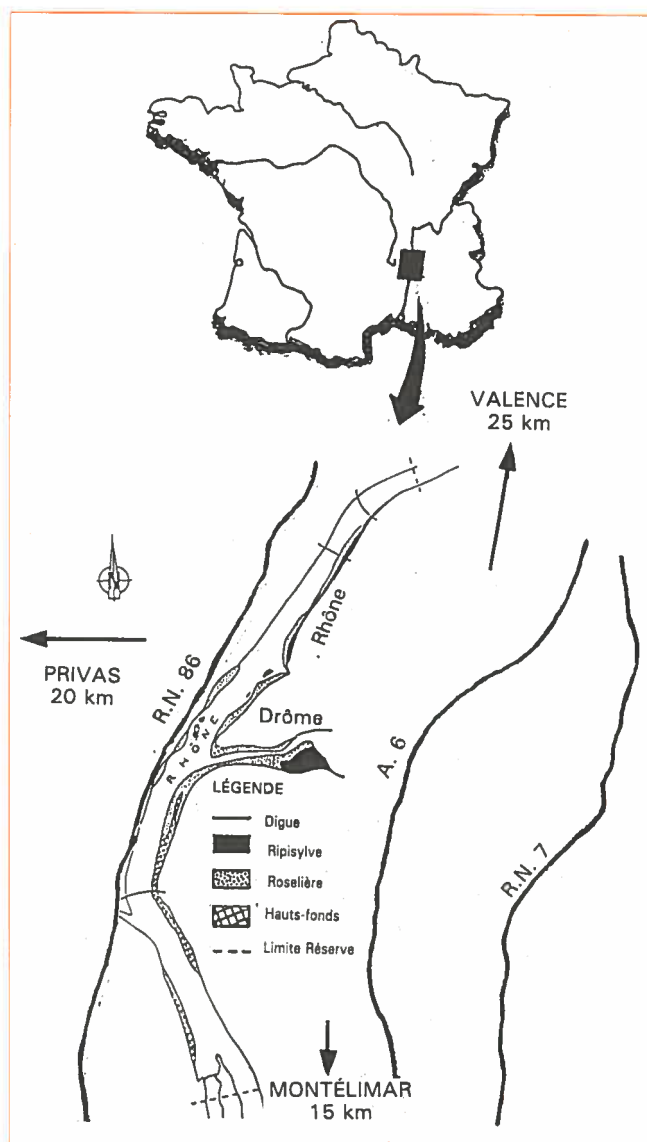 VALENCE
25 km
N
PRIVAS
20 km
R.N. 86
Rhône
RHÔNE
Drôme
A. 6
R.N. 7
LÉGENDE
Digue
Ripisylve
Roselière
Hauts-fonds
Limite Réserve
MONTÉLIMAR
15 km